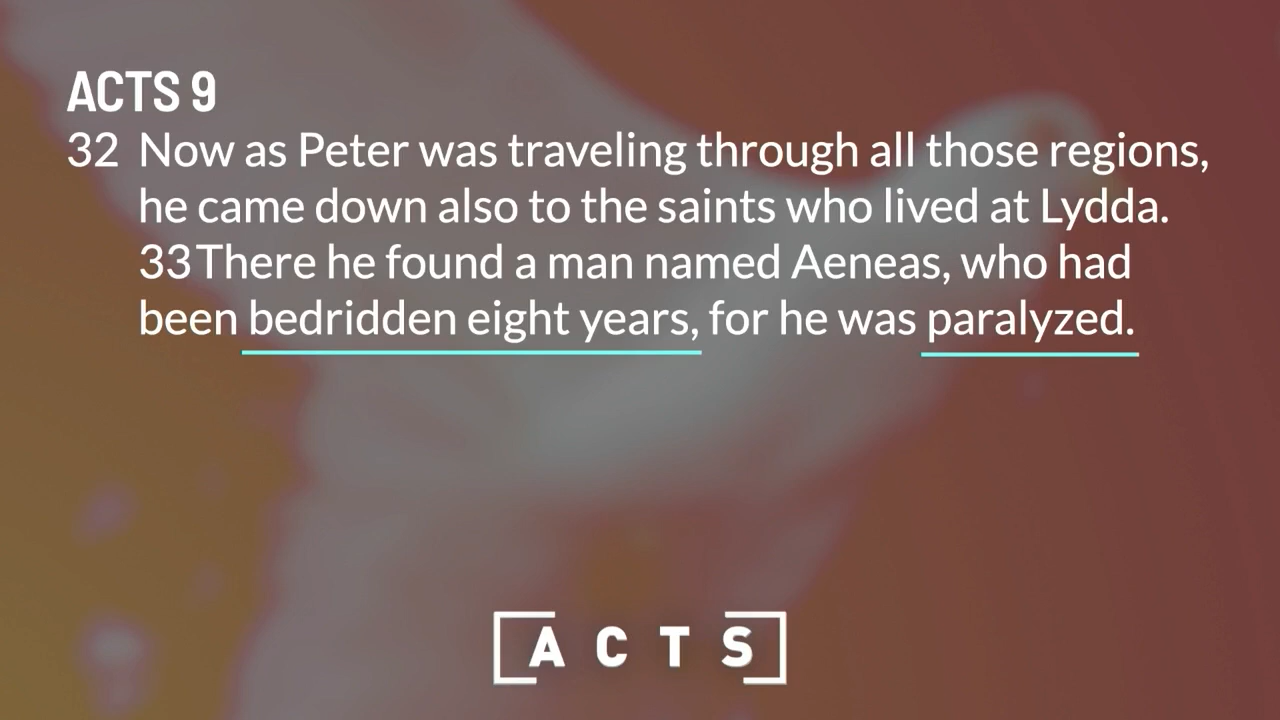 ACTS 9
32 Now as Peter was traveling through all those regions,
he came down also to the saints who lived at Lydda.
33There he found a man named Aeneas, who had
been bedridden eight years, for he was paralyzed.
[ACTS]